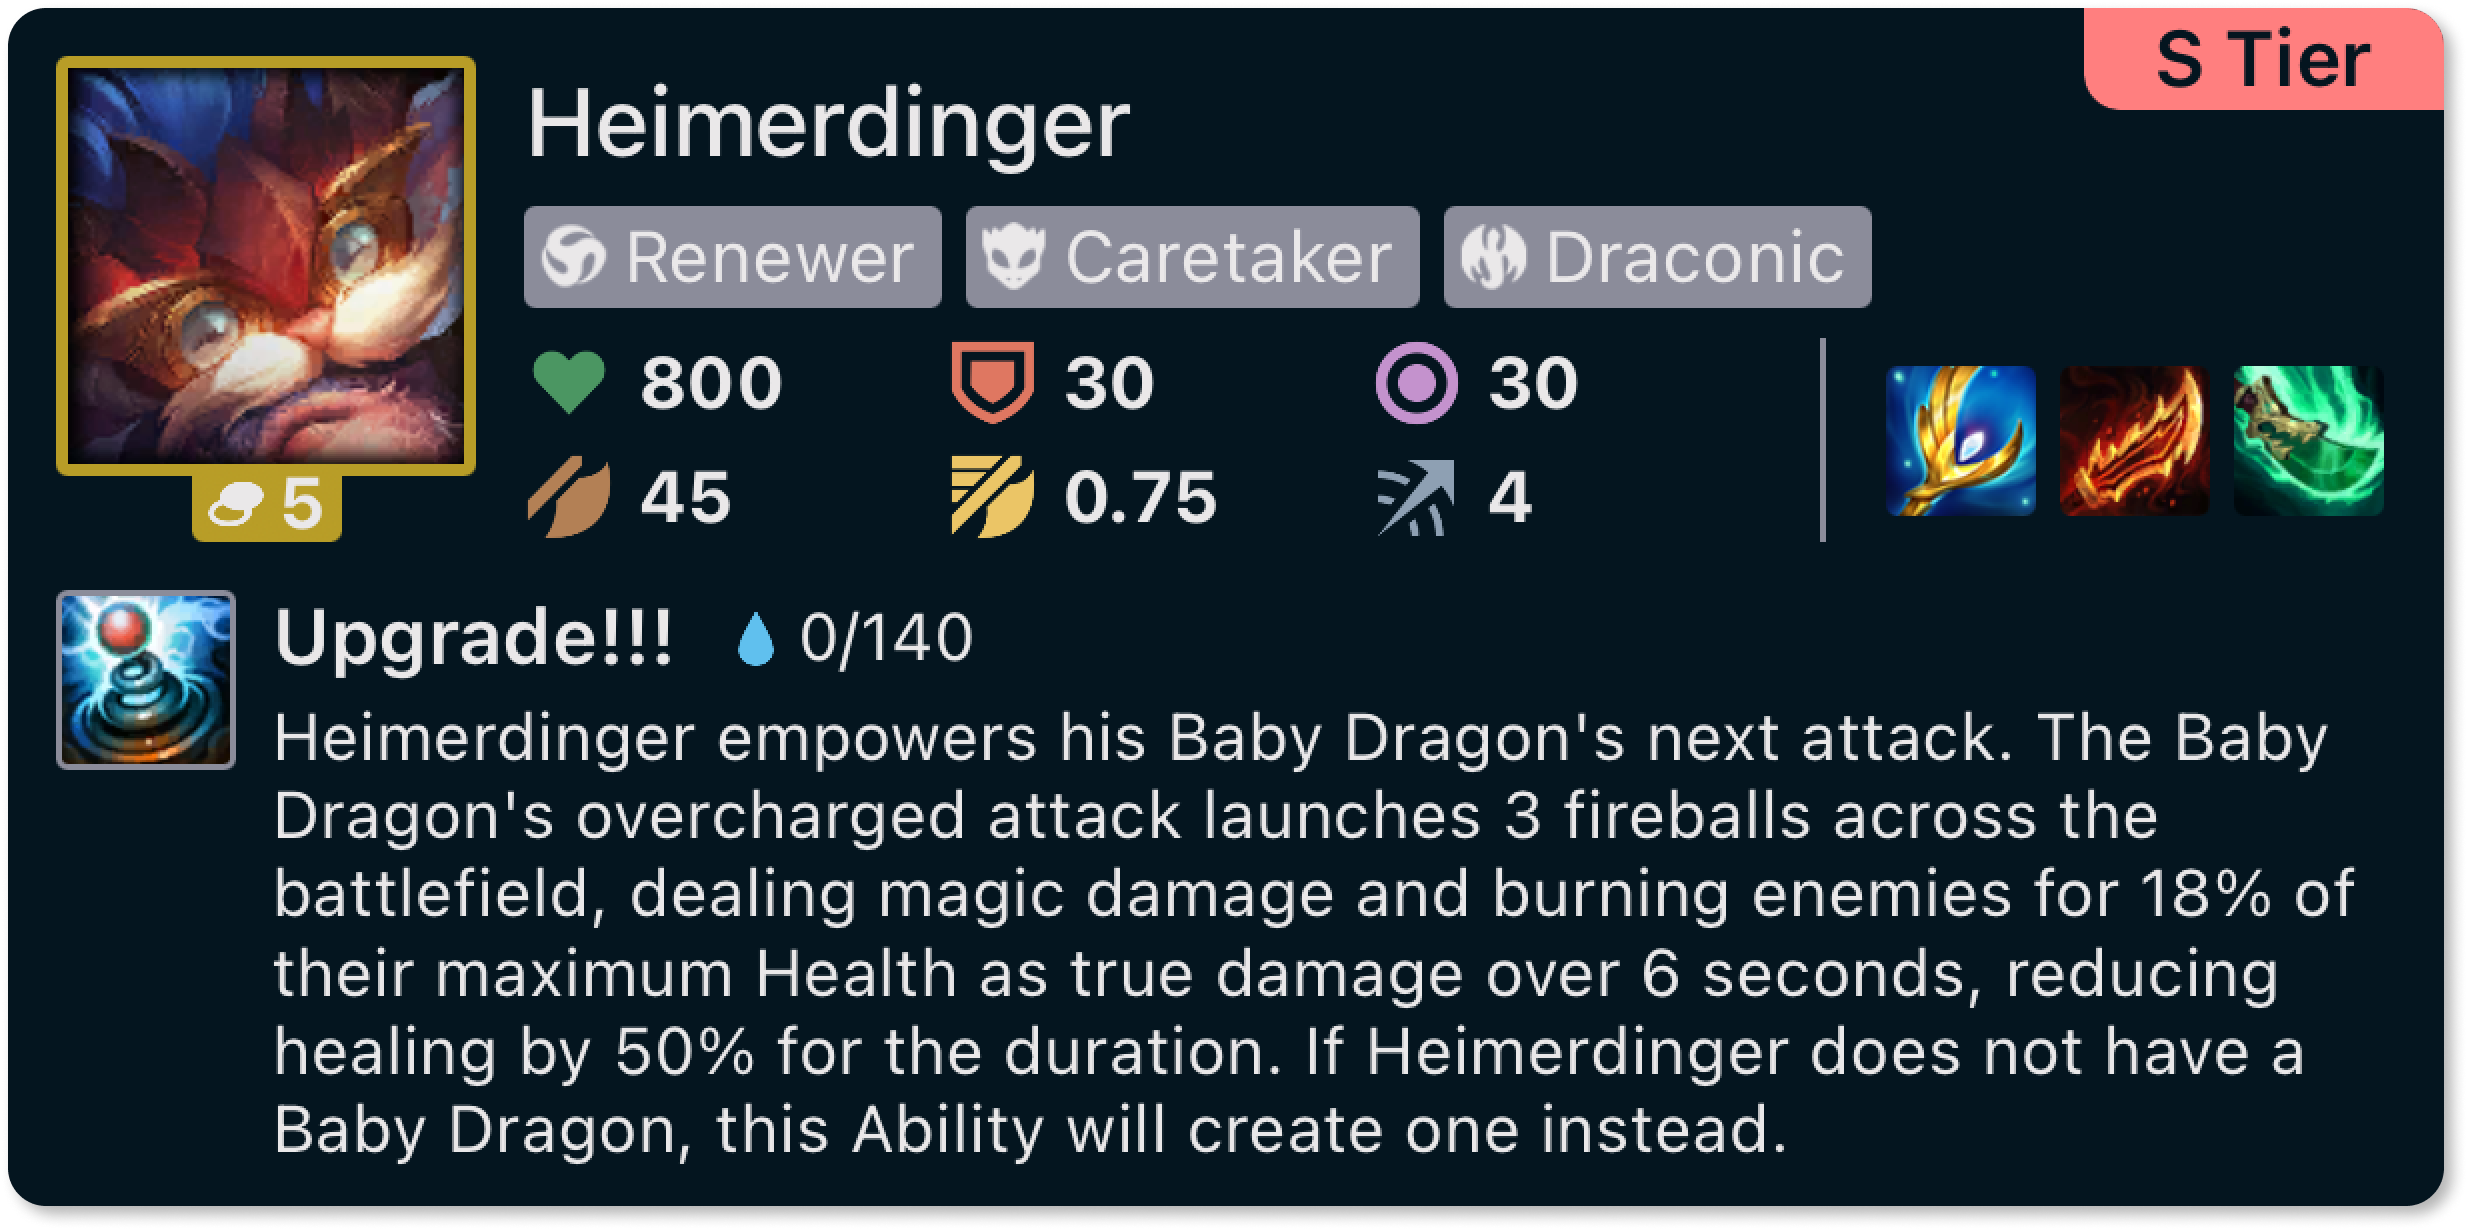 S Tier
Heimerdinger
Renewer Caretaker Draconic
800 30 30
45 0.75 4
5
Upgrade!!! 0/140
Heimerdinger empowers his Baby Dragon's next attack. The Baby
Dragon's overcharged attack launches 3 fireballs across the
battlefield, dealing magic damage and burning enemies for 18% of
their maximum Health as true damage over 6 seconds, reducing
healing by 50% for the duration. If Heimerdinger does not have a
Baby Dragon, this Ability will create one instead.